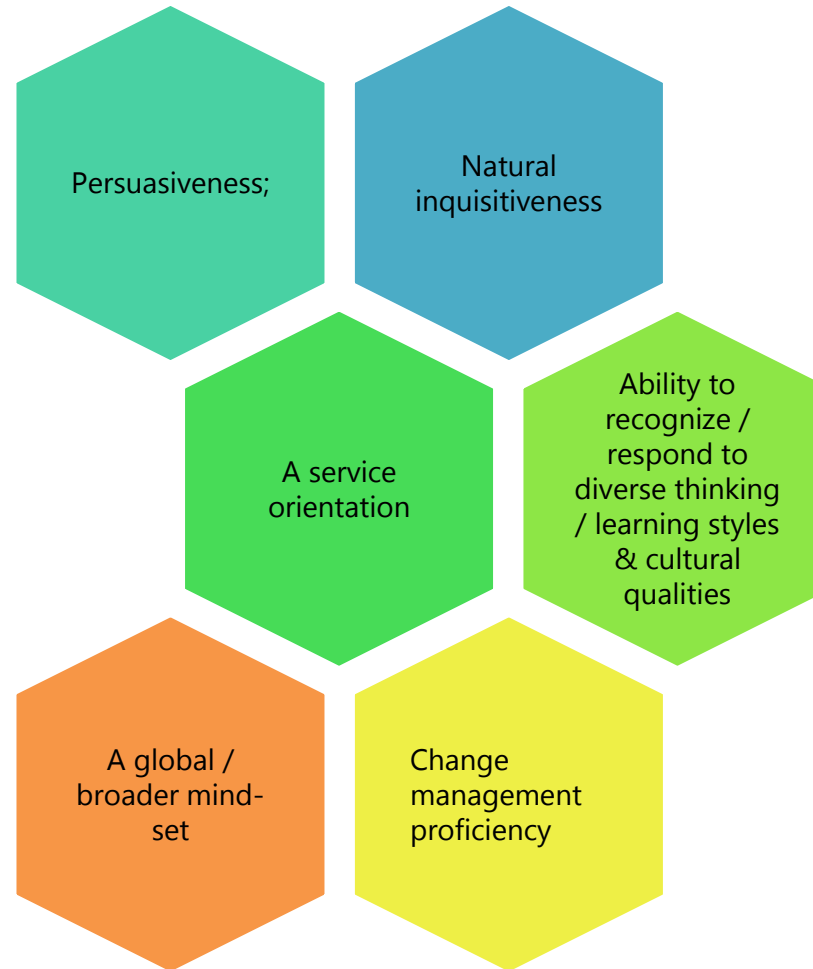 Persuasiveness;
Natural
inquisitiveness
A service
orientation
Ability to
recognize /
respond to
diverse thinking
/ learning styles
& cultural
qualities
A global /
broader mind-
set
Change
management
proficiency